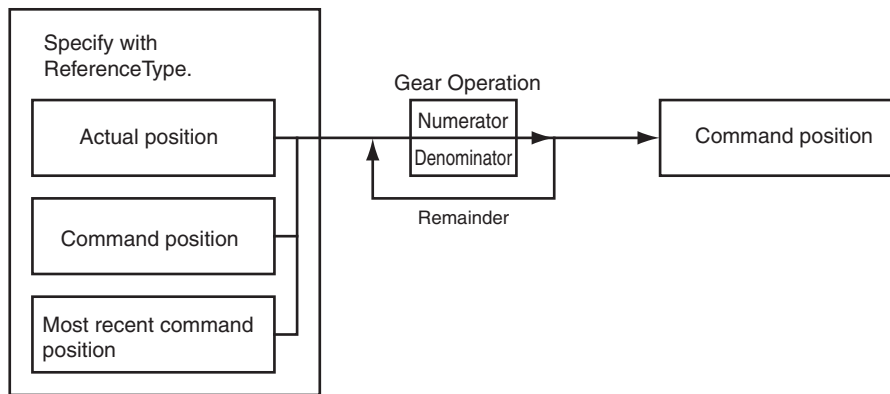 Specify with
ReferenceType.
Actual position
Command position
Most recent command
position
Gear Operation
Numerator
Denominator
Remainder
Command position